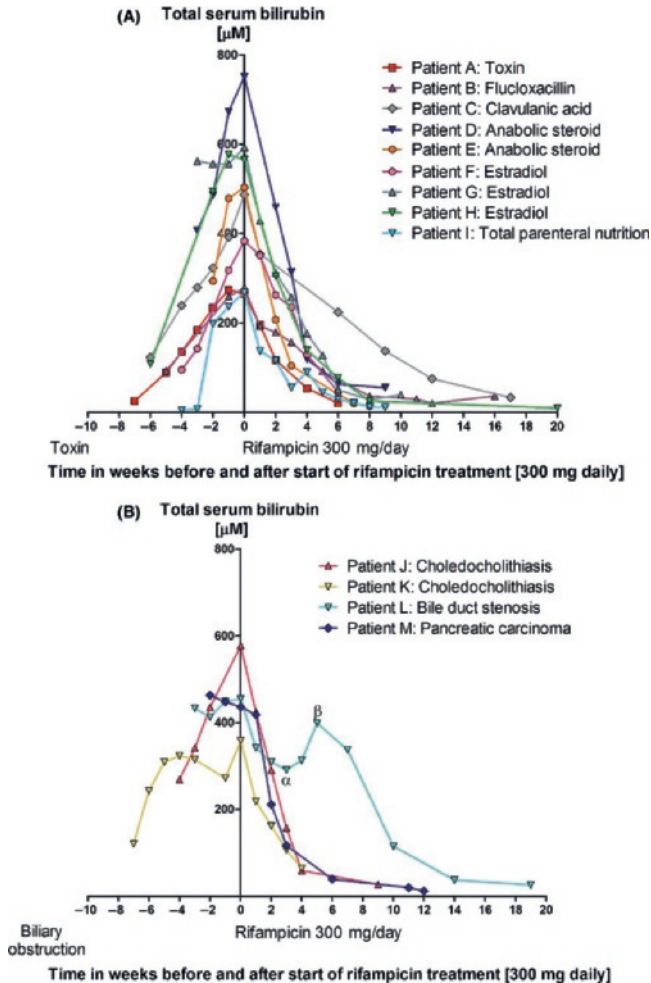 (A) Total serum bilirubin
[µM]
800
600
400
200
Patient A: Toxin
Patient B: Flucloxacillin
Patient C: Clavulanic acid
Patient D: Anabolic steroid
Patient E: Anabolic steroid
Patient F: Estradiol
Patient G: Estradiol
Patient H: Estradiol
Patient I: Total parenteral nutrition
−10 −8 −6 −4 −2 0 2 4 6 8 10 12 14 16 18 20
Toxin Rifampicin 300 mg/day
Time in weeks before and after start of rifampicin treatment [300 mg daily]
(B) Total serum bilirubin
[µM]
800
600
400
200
Patient J: Choledocholithiasis
Patient K: Choledocholithiasis
Patient L: Bile duct stenosis
Patient M: Pancreatic carcinoma
β
α
−10 −8 −6 −4 −2 0 2 4 6 8 10 12 14 16 18 20
Biliary
obstruction
Rifampicin 300 mg/day
Time in weeks before and after start of rifampicin treatment [300 mg daily]